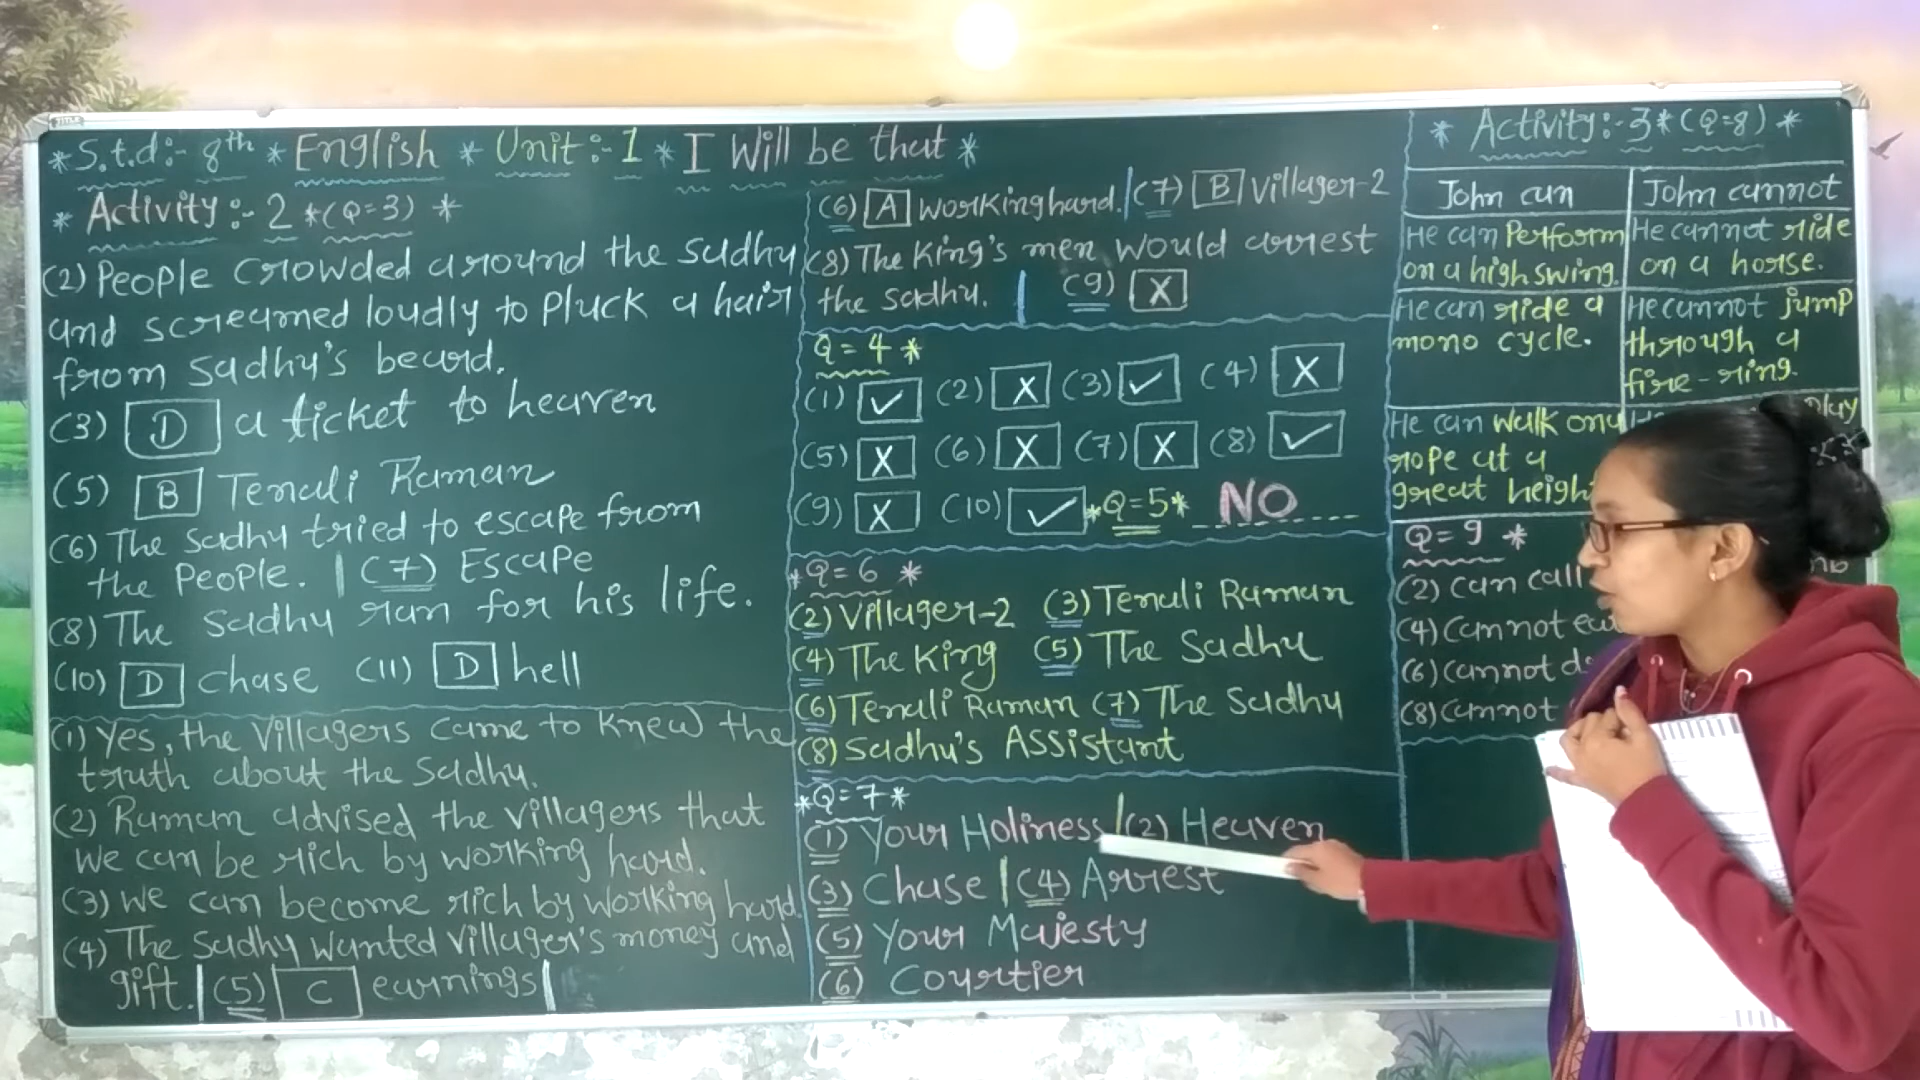 * S.t.d:- 8th * English * Unit:-1 * I Will be that *
* Activity:- 2 *(Q=3) *
(2) People crowded around the sadhu
and screamed loudly to pluck a hair
from sadhu's beard.
(3) D a ticket to heaven
(5) B Tenali Raman
(6) The sadhu tried to escape from
the People. | (7) Escape
(8) The sadhu ran for his life.
(10) D chase (11) D hell
(1) Yes, the villagers came to knew the
truth about the sadhu.
(2) Raman advised the villagers that
we can be rich by working hard.
(3) We can become rich by working hard.
(4) The sadhu wanted villager's money and
gift. | (5) C earnings |
(6) A working hard. | (7) B villager-2
(8) The King's men would arrest
the sadhu. | (9) X
Q=4 *
(1) ✓ (2) X (3) ✓ (4) X
(5) X (6) X (7) X (8) ✓
(9) X (10) ✓ *Q=5* NO
*Q=6 *
(2) Villager-2 (3) Tenali Raman
(4) The King (5) The Sadhu
(6) Tenali Raman (7) The Sadhu
(8) Sadhu's Assistant
*Q=7*
(1) Your Holiness | (2) Heaven
(3) Chase | (4) Arrest
(5) Your Majesty
(6) Coyrtier
* Activity:-3 * (Q=8) *
John can
He can Perform
on a high swing.
He can ride a
mono cycle.
He can walk on a
rope at a
great
John cannot
He cannot ride
on a horse.
He cannot jump
through a
fire-ring.
Play
Q=9 *
(2) can call
(4) Cannot
(6) Cannot
(8) Cannot